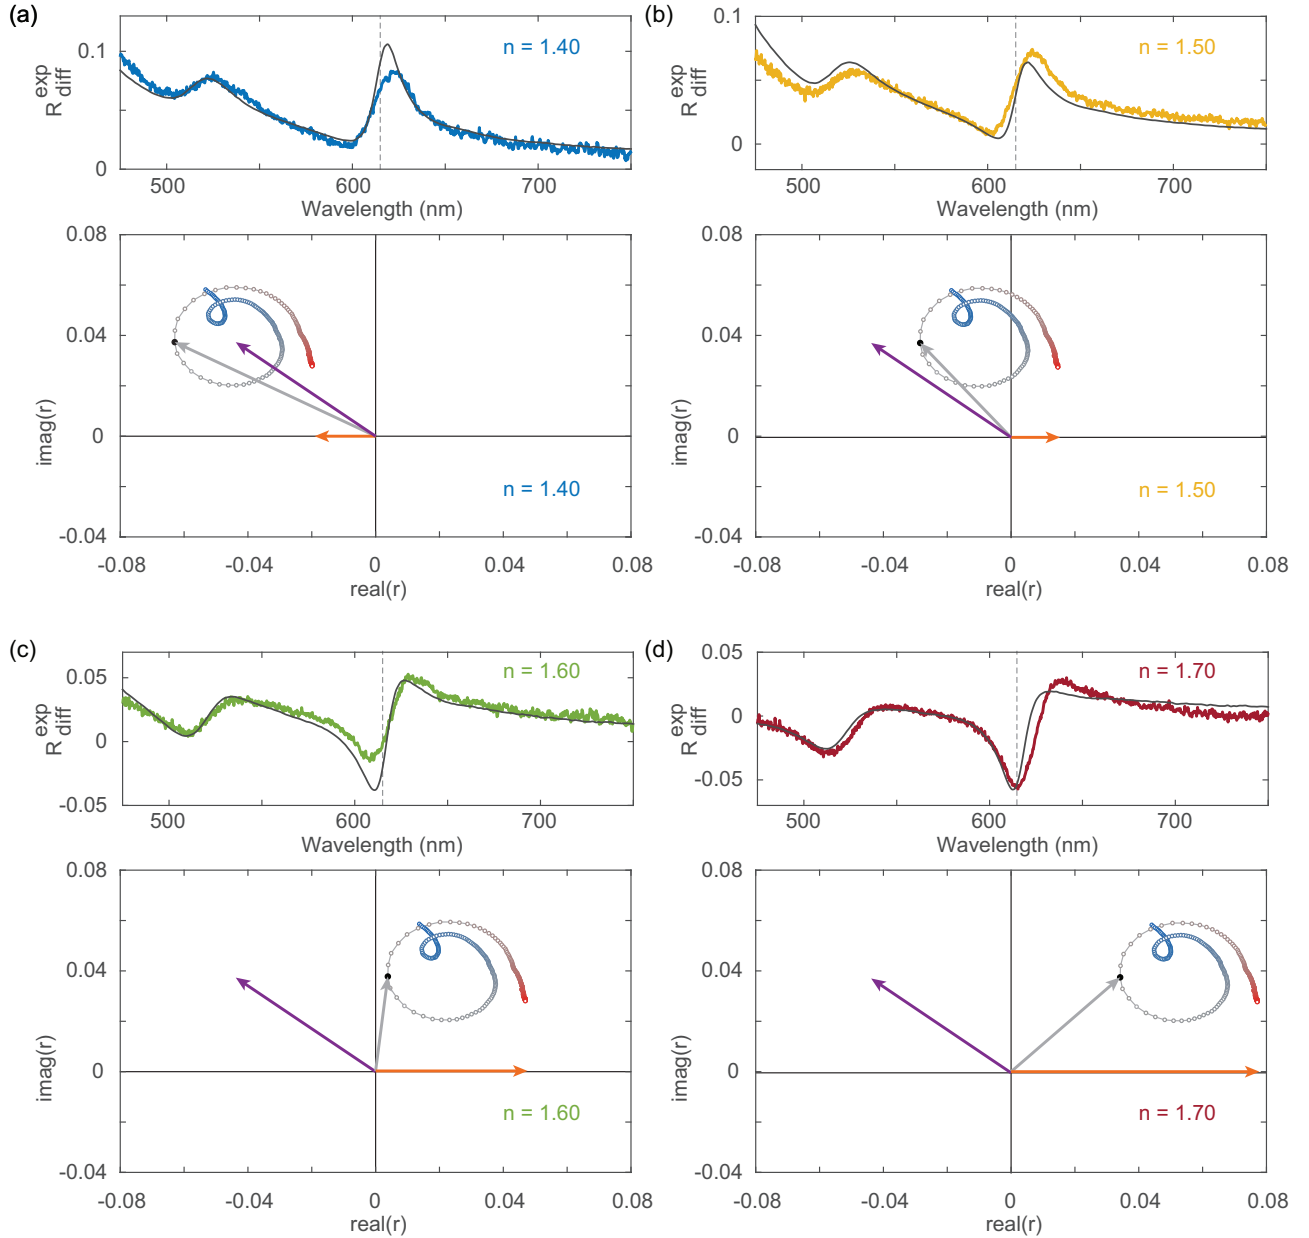 (a)
n = 1.40
0.1
0
R exp diff
500 600 700
Wavelength (nm)
0.08
0.04
0
-0.04
imag(r)
n = 1.40
-0.08 -0.04 0 0.04 0.08
real(r)
(b)
n = 1.50
0.1
0
R exp diff
500 600 700
Wavelength (nm)
0.08
0.04
0
-0.04
imag(r)
n = 1.50
-0.08 -0.04 0 0.04 0.08
real(r)
(c)
n = 1.60
0.05
0
-0.05
R exp diff
500 600 700
Wavelength (nm)
0.08
0.04
0
-0.04
imag(r)
n = 1.60
-0.08 -0.04 0 0.04 0.08
real(r)
(d)
n = 1.70
0.05
0
-0.05
R exp diff
500 600 700
Wavelength (nm)
0.08
0.04
0
-0.04
imag(r)
n = 1.70
-0.08 -0.04 0 0.04 0.08
real(r)